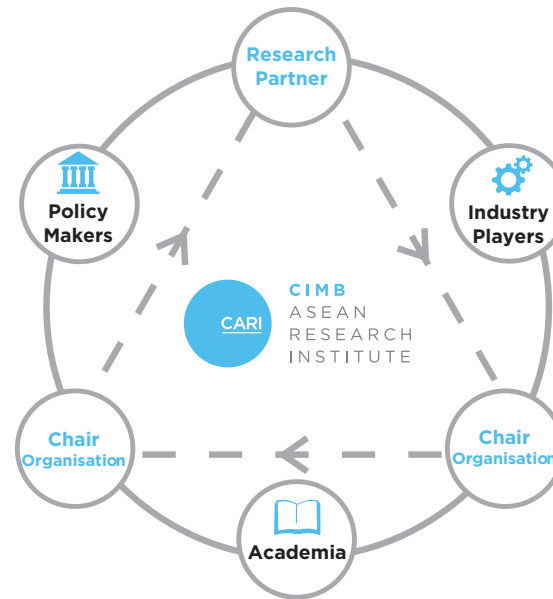 Research
Partner
Policy
Makers
Industry
Players
CARI
CIMB
ASEAN
RESEARCH
INSTITUTE
Chair
Organisation
Chair
Organisation
Academia